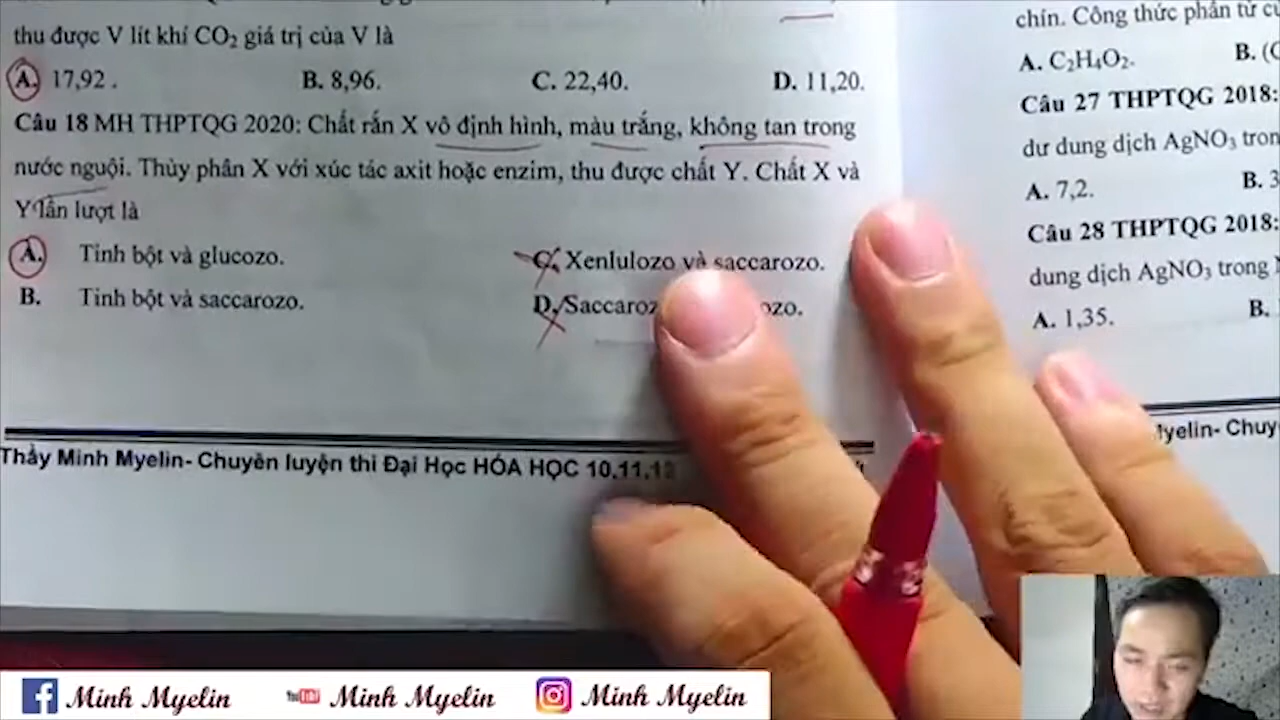 thu được V lít khí CO₂ giá trị của V là
A. 17,92 . B. 8,96. C. 22,40. D. 11,20.
Câu 18 MH THPTQG 2020: Chất rắn X vô định hình, màu trắng, không tan trong
nước nguội. Thủy phân X với xúc tác axit hoặc enzim, thu được chất Y. Chất X và
Y lần lượt là
A. Tinh bột và glucozo. C. Xenlulozo và saccarozo.
B. Tinh bột và saccarozo. D. Saccaroz ozo.
Thầy Minh Myelin- Chuyên luyện thi Đại Học HÓA HỌC 10,11,12
chín. Công thức phân tử
A. C₂H₄O₂. B. (C
Câu 27 THPTQG 2018:
dư dung dịch AgNO₃ tron
A. 7,2. B. 3
Câu 28 THPTQG 2018:
dung dịch AgNO₃ trong
A. 1,35. B.
yelin- Chuy
Minh Myelin
YouTube Minh Myelin
Minh Myelin